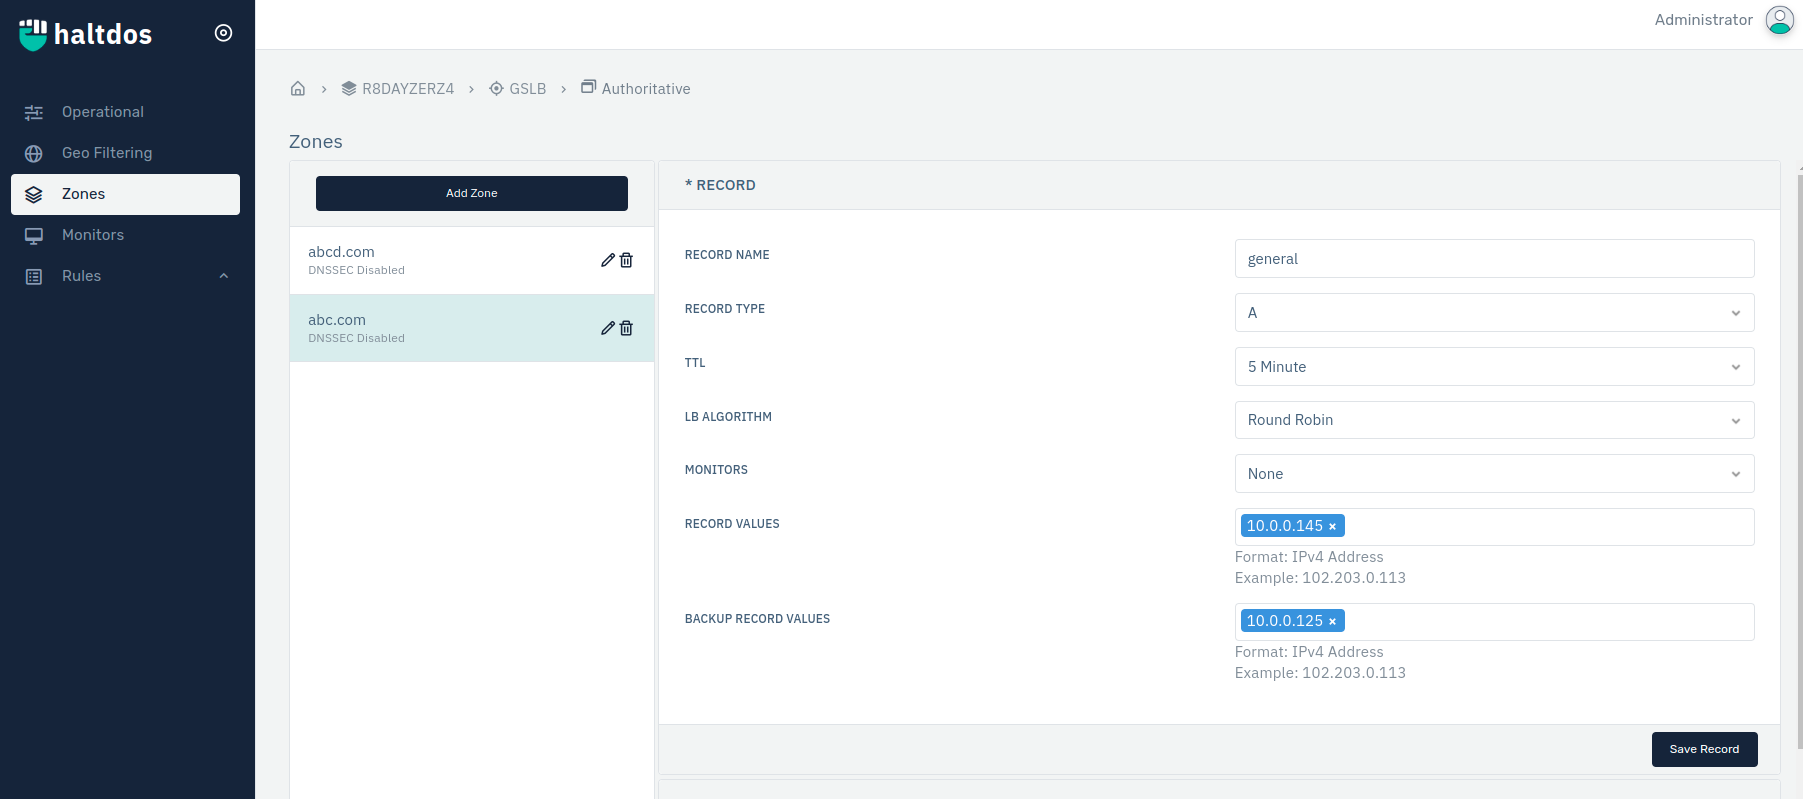 haltdos
Administrator
Operational
Geo Filtering
Zones
Monitors
Rules
R8DAYZERZ4
GSLB
Authoritative
Zones
Add Zone
abcd.com
DNSSEC Disabled
abc.com
DNSSEC Disabled
* RECORD
RECORD NAME
general
RECORD TYPE
A
TTL
5 Minute
LB ALGORITHM
Round Robin
MONITORS
None
RECORD VALUES
10.0.0.145 ×
Format: IPv4 Address
Example: 102.203.0.113
BACKUP RECORD VALUES
10.0.0.125 ×
Format: IPv4 Address
Example: 102.203.0.113
Save Record